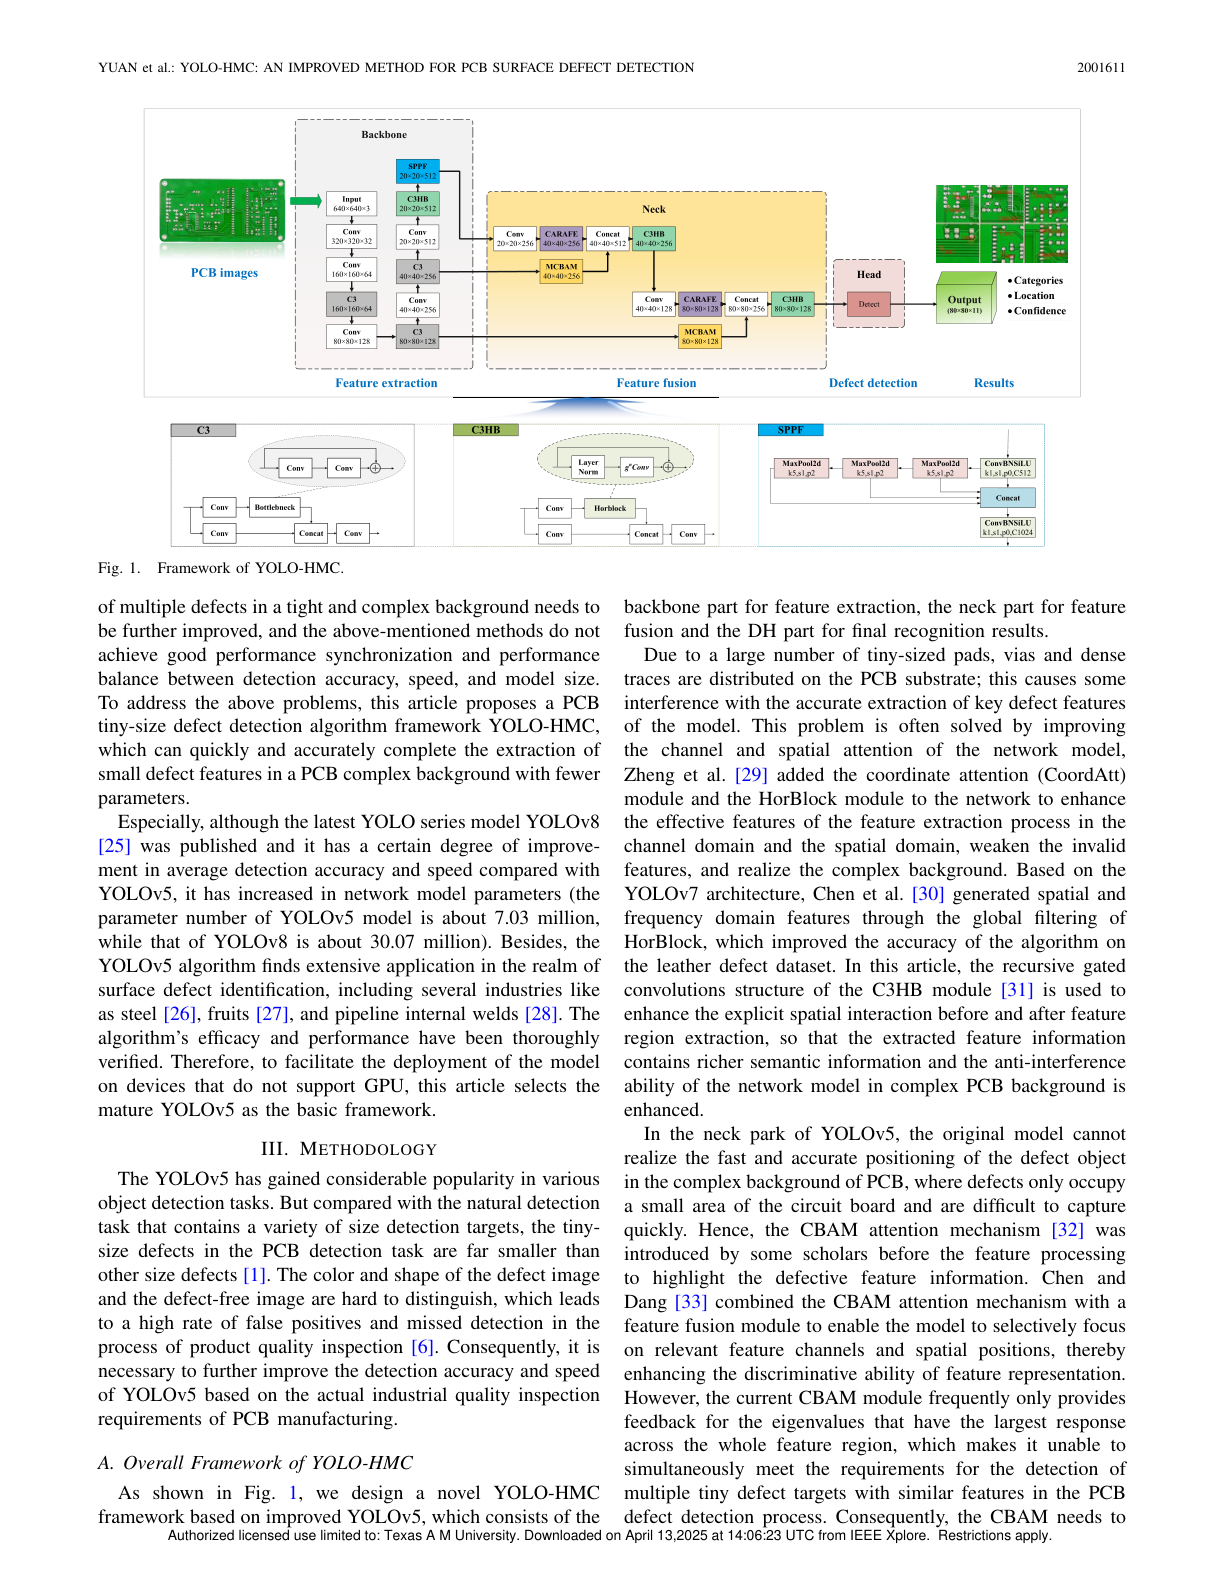 YUAN et al.: YOLO-HMC: AN IMPROVED METHOD FOR PCB SURFACE DEFECT DETECTION
2001611
Backbone
PCB images
Input
640×640×3
Conv
320×320×32
Conv
160×160×64
C3
160×160×64
Conv
80×80×128
SPPF
20×20×512
C3HB
20×20×512
Conv
20×20×512
C3
40×40×256
Conv
40×40×256
C3
80×80×128
Feature extraction
Neck
Conv
20×20×256
CARAFE
40×40×256
Concat
40×40×512
C3HB
40×40×256
MCBAM
40×40×256
Conv
40×40×128
CARAFE
80×80×128
Concat
80×80×256
C3HB
80×80×128
MCBAM
80×80×128
Feature fusion
Head
Detect
Defect detection
Output
(80×80×11)
• Categories
• Location
• Confidence
Results
C3
Conv
Conv
Conv
Bottlebneck
Conv
Concat
Conv
C3HB
Layer
Norm
gⁿConv
Conv
Horblock
Conv
Concat
Conv
SPPF
MaxPool2d
k5,s1,p2
MaxPool2d
k5,s1,p2
MaxPool2d
k5,s1,p2
ConvBNSiLU
k1,s1,p0,C512
Concat
ConvBNSiLU
k1,s1,p0,C1024
Fig. 1. Framework of YOLO-HMC.
of multiple defects in a tight and complex background needs to
be further improved, and the above-mentioned methods do not
achieve good performance synchronization and performance
balance between detection accuracy, speed, and model size.
To address the above problems, this article proposes a PCB
tiny-size defect detection algorithm framework YOLO-HMC,
which can quickly and accurately complete the extraction of
small defect features in a PCB complex background with fewer
parameters.
Especially, although the latest YOLO series model YOLOv8
[25] was published and it has a certain degree of improve-
ment in average detection accuracy and speed compared with
YOLOv5, it has increased in network model parameters (the
parameter number of YOLOv5 model is about 7.03 million,
while that of YOLOv8 is about 30.07 million). Besides, the
YOLOv5 algorithm finds extensive application in the realm of
surface defect identification, including several industries like
as steel [26], fruits [27], and pipeline internal welds [28]. The
algorithm's efficacy and performance have been thoroughly
verified. Therefore, to facilitate the deployment of the model
on devices that do not support GPU, this article selects the
mature YOLOv5 as the basic framework.
III. METHODOLOGY
The YOLOv5 has gained considerable popularity in various
object detection tasks. But compared with the natural detection
task that contains a variety of size detection targets, the tiny-
size defects in the PCB detection task are far smaller than
other size defects [1]. The color and shape of the defect image
and the defect-free image are hard to distinguish, which leads
to a high rate of false positives and missed detection in the
process of product quality inspection [6]. Consequently, it is
necessary to further improve the detection accuracy and speed
of YOLOv5 based on the actual industrial quality inspection
requirements of PCB manufacturing.
A. Overall Framework of YOLO-HMC
As shown in Fig. 1, we design a novel YOLO-HMC
framework based on improved YOLOv5, which consists of the
backbone part for feature extraction, the neck part for feature
fusion and the DH part for final recognition results.
Due to a large number of tiny-sized pads, vias and dense
traces are distributed on the PCB substrate; this causes some
interference with the accurate extraction of key defect features
of the model. This problem is often solved by improving
the channel and spatial attention of the network model,
Zheng et al. [29] added the coordinate attention (CoordAtt)
module and the HorBlock module to the network to enhance
the effective features of the feature extraction process in the
channel domain and the spatial domain, weaken the invalid
features, and realize the complex background. Based on the
YOLOv7 architecture, Chen et al. [30] generated spatial and
frequency domain features through the global filtering of
HorBlock, which improved the accuracy of the algorithm on
the leather defect dataset. In this article, the recursive gated
convolutions structure of the C3HB module [31] is used to
enhance the explicit spatial interaction before and after feature
region extraction, so that the extracted feature information
contains richer semantic information and the anti-interference
ability of the network model in complex PCB background is
enhanced.
In the neck park of YOLOv5, the original model cannot
realize the fast and accurate positioning of the defect object
in the complex background of PCB, where defects only occupy
a small area of the circuit board and are difficult to capture
quickly. Hence, the CBAM attention mechanism [32] was
introduced by some scholars before the feature processing
to highlight the defective feature information. Chen and
Dang [33] combined the CBAM attention mechanism with a
feature fusion module to enable the model to selectively focus
on relevant feature channels and spatial positions, thereby
enhancing the discriminative ability of feature representation.
However, the current CBAM module frequently only provides
feedback for the eigenvalues that have the largest response
across the whole feature region, which makes it unable to
simultaneously meet the requirements for the detection of
multiple tiny defect targets with similar features in the PCB
defect detection process. Consequently, the CBAM needs to
Authorized licensed use limited to: Texas A M University. Downloaded on April 13,2025 at 14:06:23 UTC from IEEE Xplore. Restrictions apply.